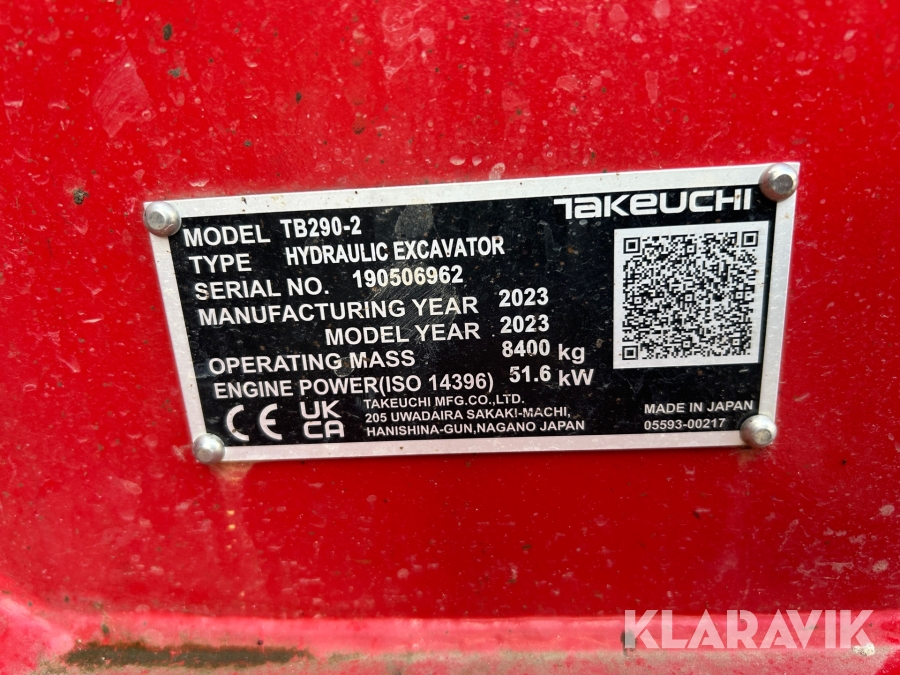 TAKEUCHI
MODEL TB290-2
TYPE HYDRAULIC EXCAVATOR
SERIAL NO. 190506962
MANUFACTURING YEAR 2023
MODEL YEAR 2023
OPERATING MASS 8400 kg
ENGINE POWER(ISO 14396) 51.6 kW
CE UK CA
TAKEUCHI MFG.CO.,LTD.
205 UWADAIRA SAKAKI-MACHI,
HANISHINA-GUN,NAGANO JAPAN
MADE IN JAPAN
05593-00217
KLARAVIK